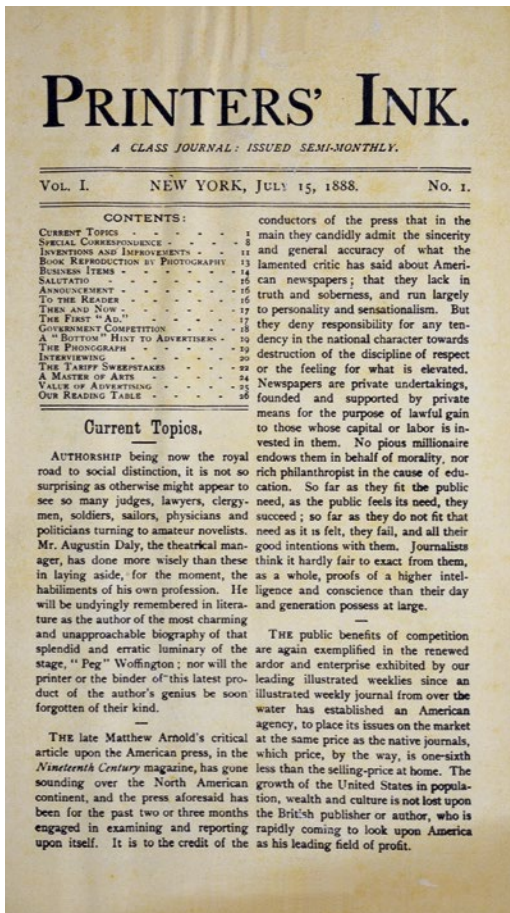 PRINTERS' INK.
A CLASS JOURNAL: ISSUED SEMI-MONTHLY.
VOL. I. NEW YORK, JULY 15, 1888. NO. 1.
CONTENTS:
CURRENT TOPICS - - - - - - 1
SPECIAL CORRESPONDENCE - - - - 8
INVENTIONS AND IMPROVEMENTS - - - 11
BOOK REPRODUCTION BY PHOTOGRAPHY 13
BUSINESS ITEMS - - - - - - 14
SALUTATIO - - - - - - - 16
ANNOUNCEMENT - - - - - - 16
TO THE READER - - - - - - 16
THEN AND NOW - - - - - - 17
THE FIRST "AD." - - - - - - 17
GOVERNMENT COMPETITION - - - - 18
A "BOTTOM" HINT TO ADVERTISERS - - 19
THE PHONOGRAPH - - - - - 19
INTERVIEWING - - - - - - 20
THE TARIFF SWEEPSTAKES - - - - 22
A MASTER OF ARTS - - - - - 24
VALUE OF ADVERTISING - - - - - 25
OUR READING TABLE - - - - - 26
Current Topics.
AUTHORSHIP being now the royal
road to social distinction, it is not so
surprising as otherwise might appear to
see so many judges, lawyers, clergy-
men, soldiers, sailors, physicians and
politicians turning to amateur novelists.
Mr. Augustin Daly, the theatrical man-
ager, has done more wisely than these
in laying aside, for the moment, the
habiliments of his own profession. He
will be undyingly remembered in litera-
ture as the author of the most charming
and unapproachable biography of that
splendid and erratic luminary of the
stage, "Peg" Woffington; nor will the
printer or the binder of this latest pro-
duct of the author's genius be soon
forgotten of their kind.
THE late Matthew Arnold's critical
article upon the American press, in the
Nineteenth Century magazine, has gone
sounding over the North American
continent, and the press aforesaid has
been for the past two or three months
engaged in examining and reporting
upon itself. It is to the credit of the
conductors of the press that in the
main they candidly admit the sincerity
and general accuracy of what the
lamented critic has said about Ameri-
can newspapers; that they lack in
truth and soberness, and run largely
to personality and sensationalism. But
they deny responsibility for any ten-
dency in the national character towards
destruction of the discipline of respect
or the feeling for what is elevated.
Newspapers are private undertakings,
founded and supported by private
means for the purpose of lawful gain
to those whose capital or labor is in-
vested in them. No pious millionaire
endows them in behalf of morality, nor
rich philanthropist in the cause of edu-
cation. So far as they fit the public
need, as the public feels its need, they
succeed; so far as they do not fit that
need as it is felt, they fail, and all their
good intentions with them. Journalists
think it hardly fair to exact from them,
as a whole, proofs of a higher intel-
ligence and conscience than their day
and generation possess at large.
THE public benefits of competition
are again exemplified in the renewed
ardor and enterprise exhibited by our
leading illustrated weeklies since an
illustrated weekly journal from over the
water has established an American
agency, to place its issues on the market
at the same price as the native journals,
which price, by the way, is one-sixth
less than the selling-price at home. The
growth of the United States in popula-
tion, wealth and culture is not lost upon
the British publisher or author, who is
rapidly coming to look upon America
as his leading field of profit.